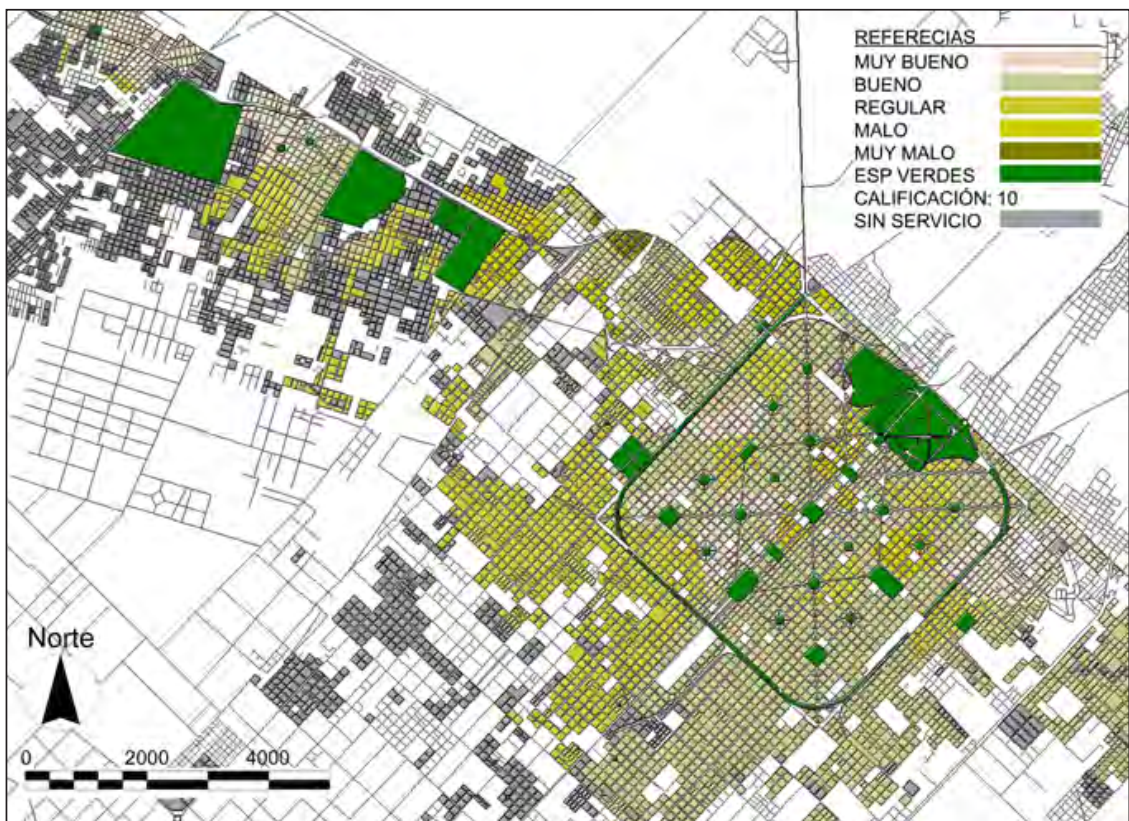 REFERECIAS
MUY BUENO
BUENO
REGULAR
MALO
MUY MALO
ESP VERDES
CALIFICACIÓN: 10
SIN SERVICIO
Norte
0 2000 4000